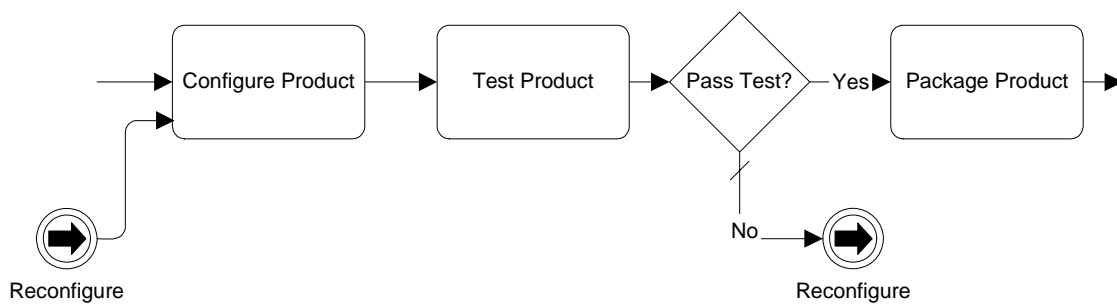 Configure Product
Test Product
Pass Test?
Yes
Package Product
No
Reconfigure
Reconfigure